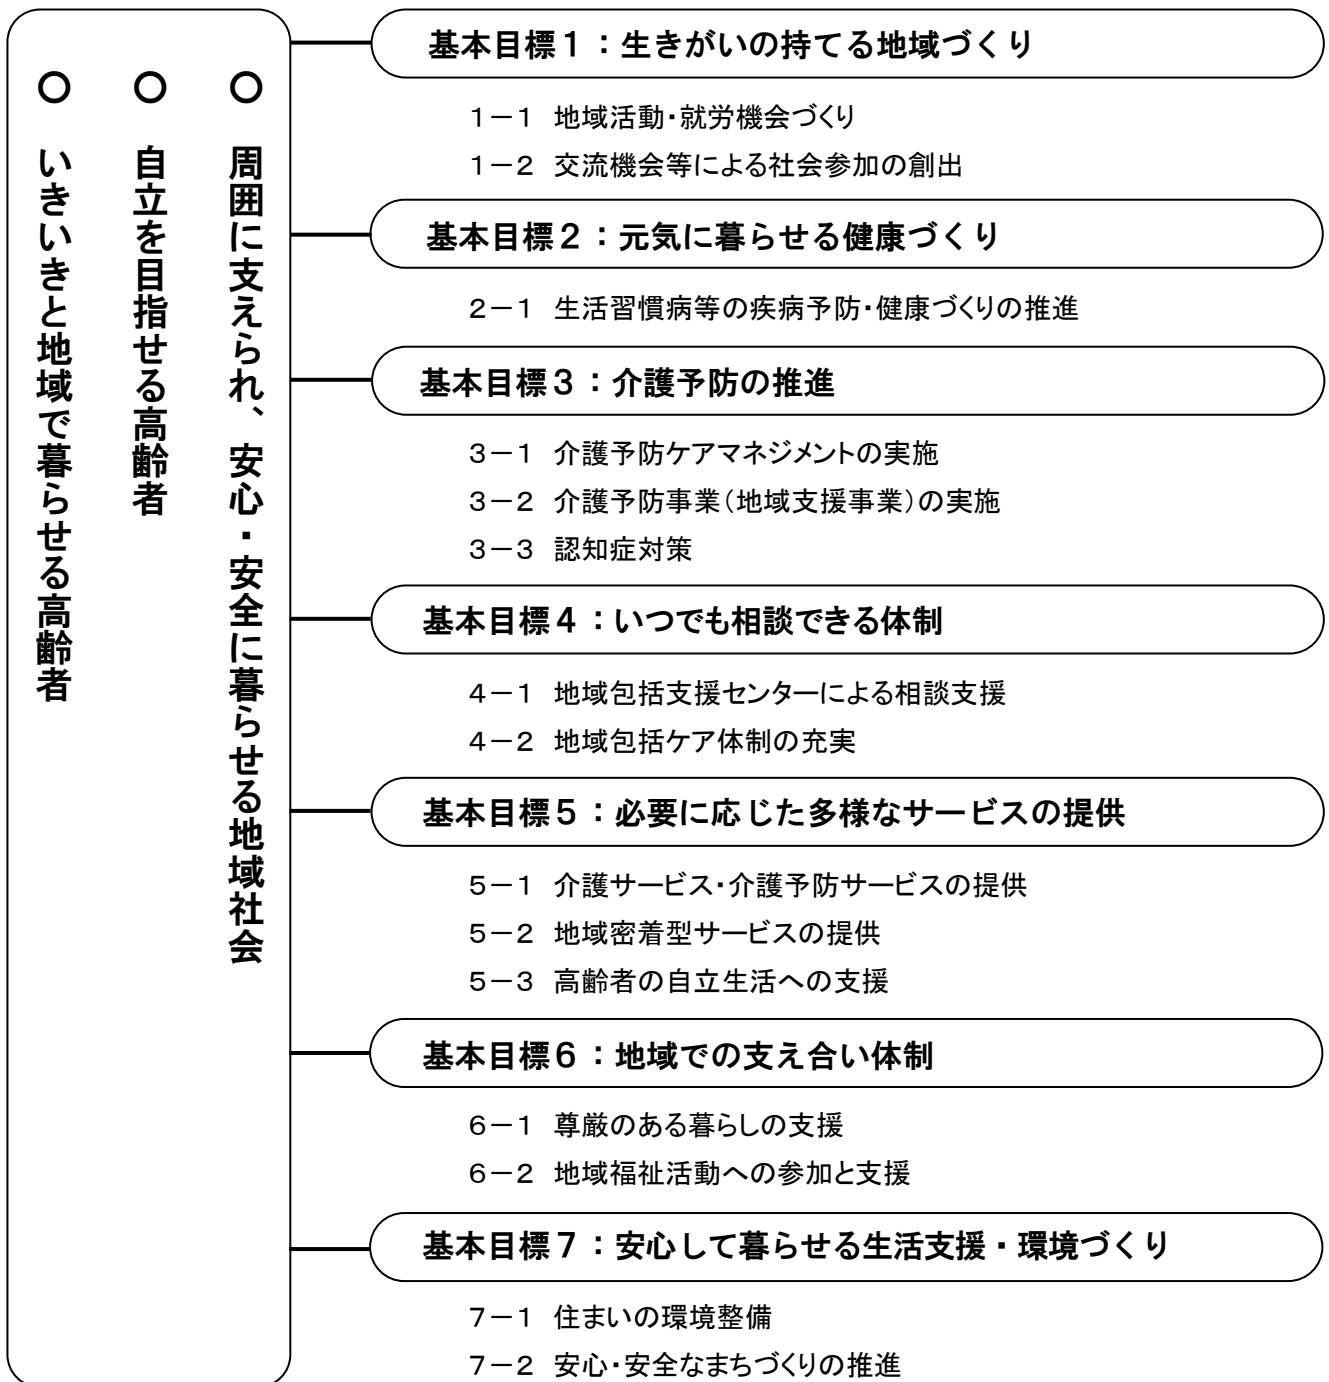 ○ 周囲に支えられ、安心・安全に暮らせる地域社会
○ 自立を目指せる高齢者
○ いきいきと地域で暮らせる高齢者
基本目標１：生きがいの持てる地域づくり
１－１ 地域活動・就労機会づくり
１－２ 交流機会等による社会参加の創出
基本目標２：元気に暮らせる健康づくり
２－１ 生活習慣病等の疾病予防・健康づくりの推進
基本目標３：介護予防の推進
３－１ 介護予防ケアマネジメントの実施
３－２ 介護予防事業（地域支援事業）の実施
３－３ 認知症対策
基本目標４：いつでも相談できる体制
４－１ 地域包括支援センターによる相談支援
４－２ 地域包括ケア体制の充実
基本目標５：必要に応じた多様なサービスの提供
５－１ 介護サービス・介護予防サービスの提供
５－２ 地域密着型サービスの提供
５－３ 高齢者の自立生活への支援
基本目標６：地域での支え合い体制
６－１ 尊厳のある暮らしの支援
６－２ 地域福祉活動への参加と支援
基本目標７：安心して暮らせる生活支援・環境づくり
７－１ 住まいの環境整備
７－２ 安心・安全なまちづくりの推進